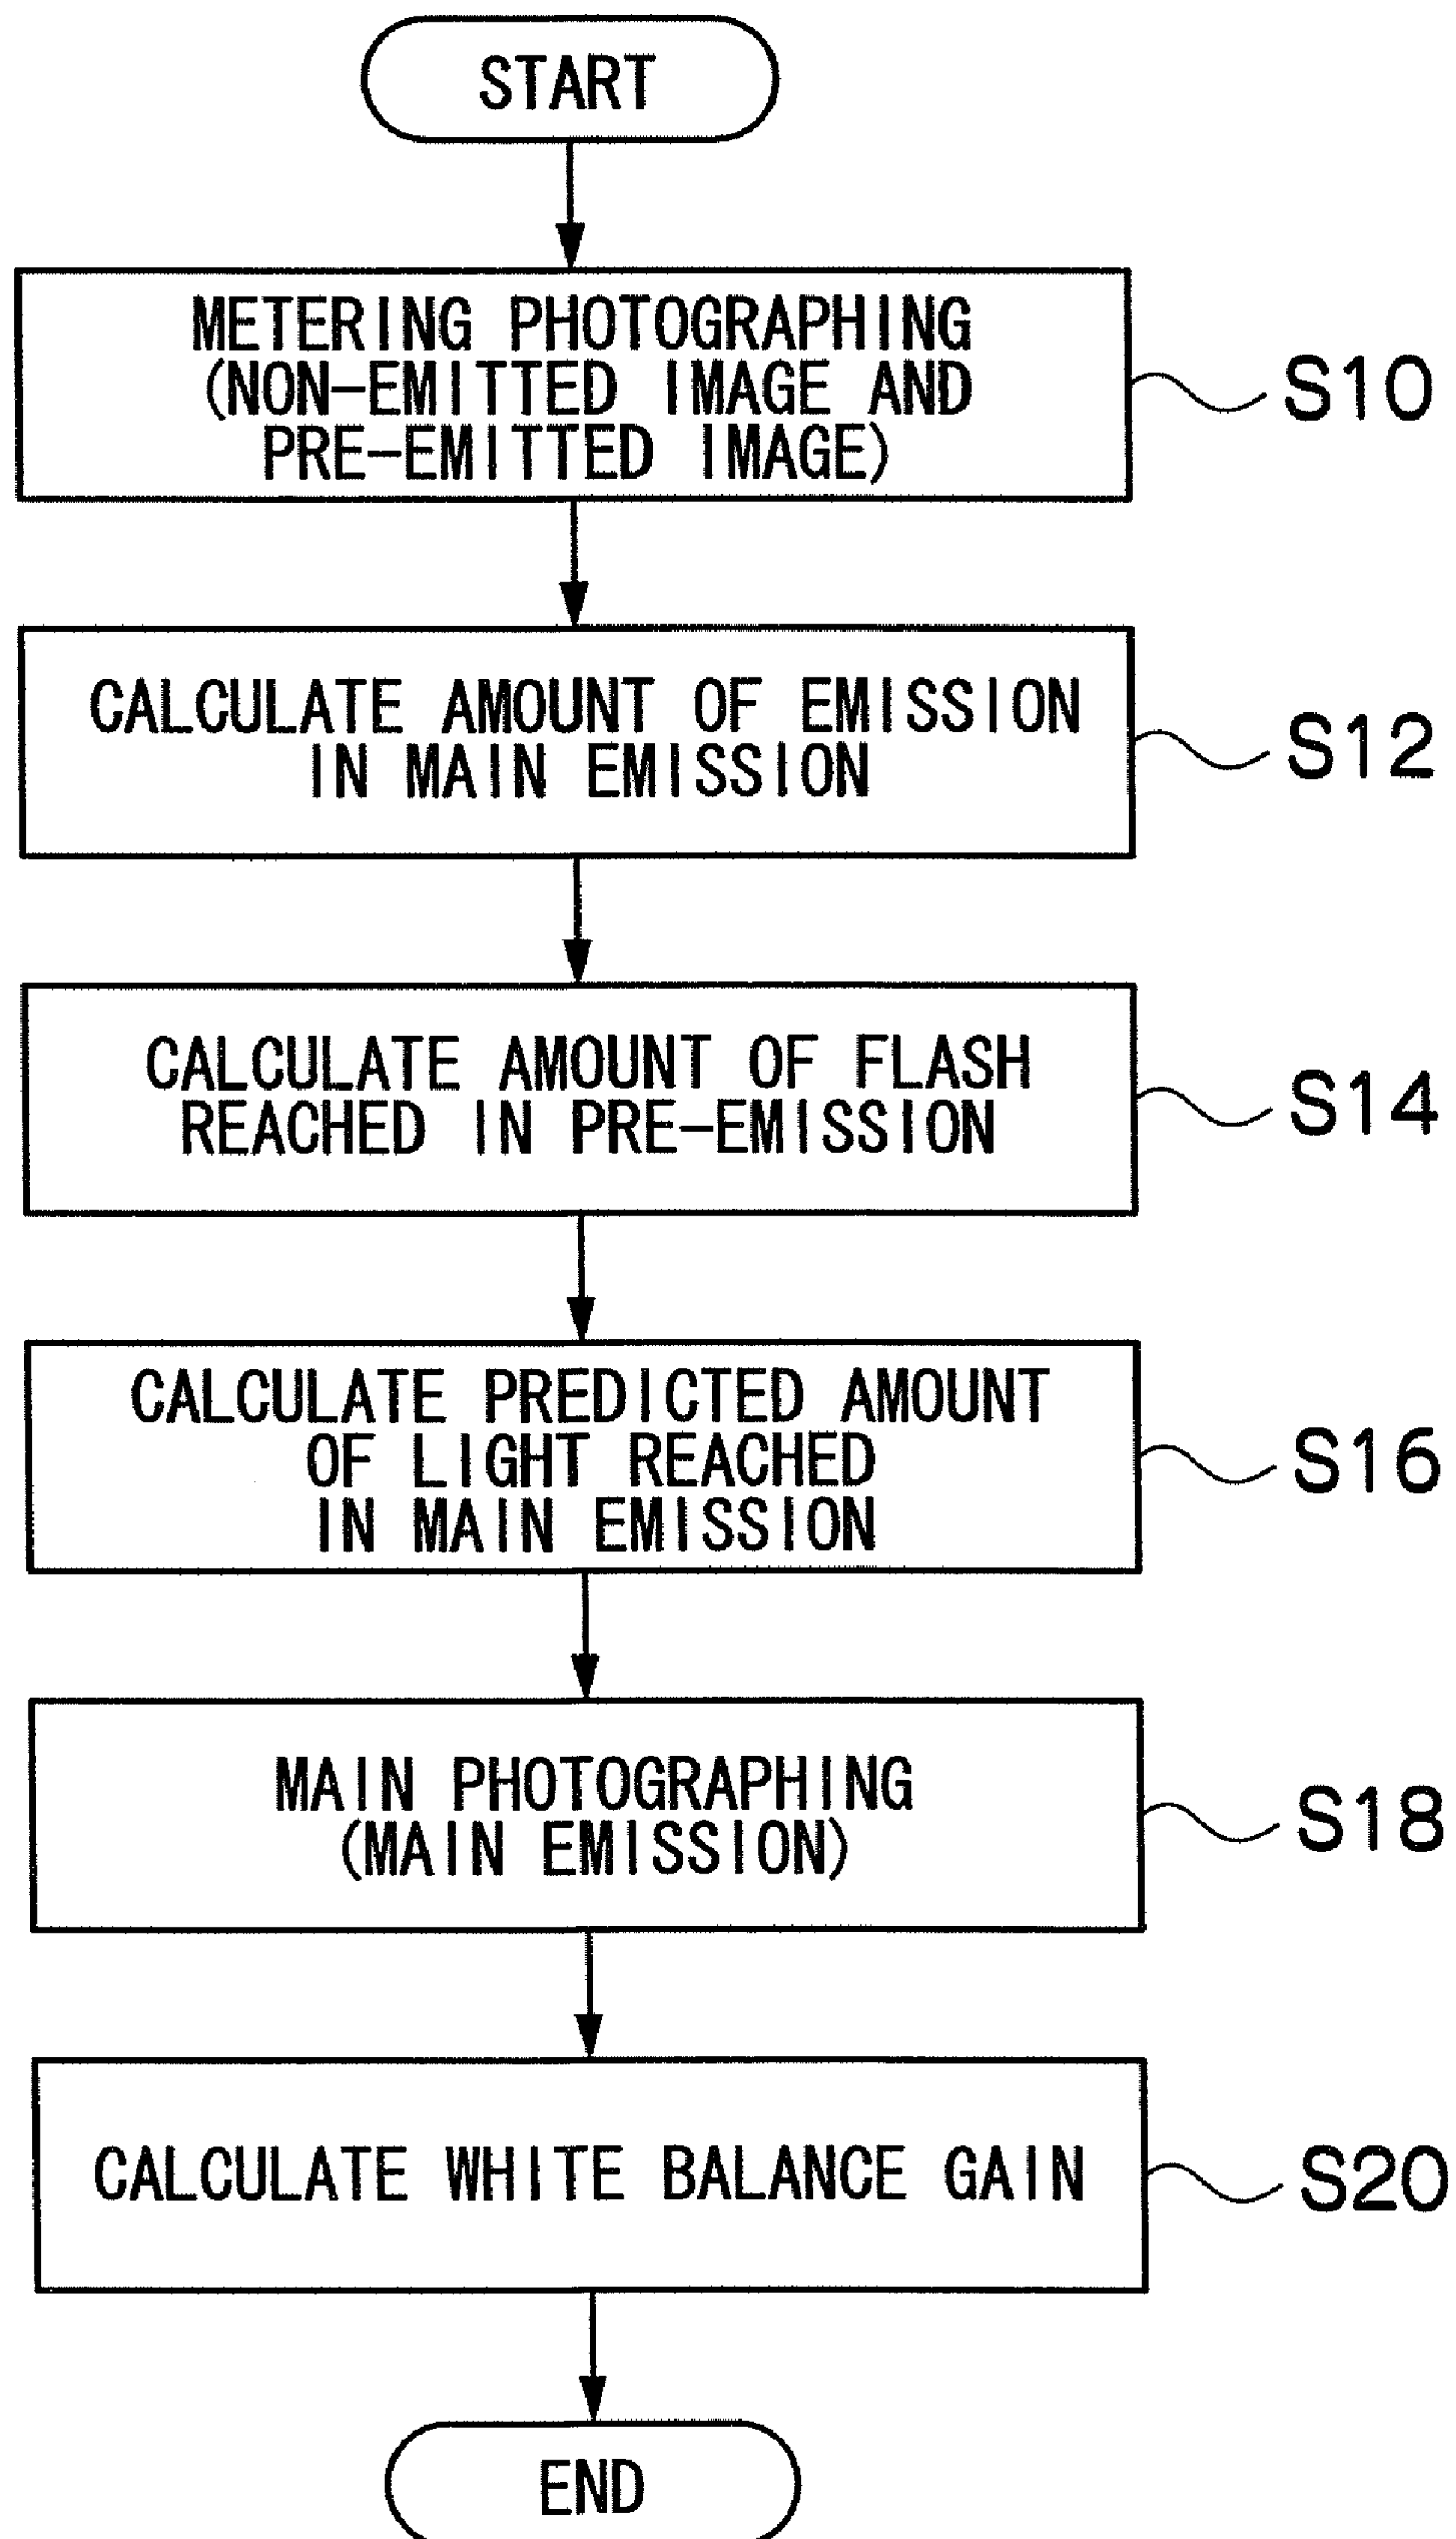 START
METERING PHOTOGRAPHING
(NON-EMITTED IMAGE AND
PRE-EMITTED IMAGE)
S10
CALCULATE AMOUNT OF EMISSION
IN MAIN EMISSION
S12
CALCULATE AMOUNT OF FLASH
REACHED IN PRE-EMISSION
S14
CALCULATE PREDICTED AMOUNT
OF LIGHT REACHED
IN MAIN EMISSION
S16
MAIN PHOTOGRAPHING
(MAIN EMISSION)
S18
CALCULATE WHITE BALANCE GAIN
S20
END